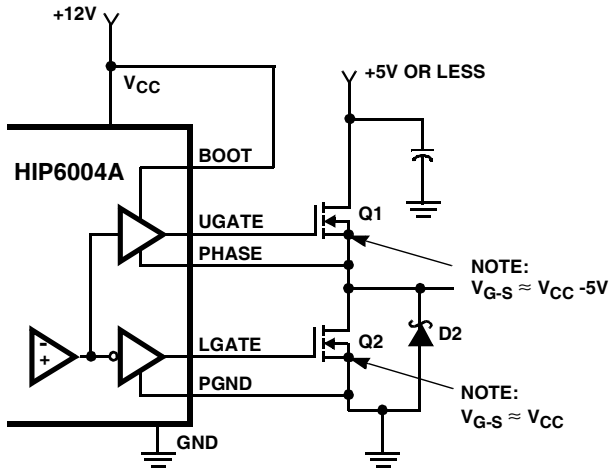 +12V
VCC
+5V OR LESS
HIP6004A
BOOT
UGATE
Q1
PHASE
NOTE:
VG-S ≈ VCC -5V
- +
LGATE
Q2
D2
PGND
NOTE:
VG-S ≈ VCC
GND